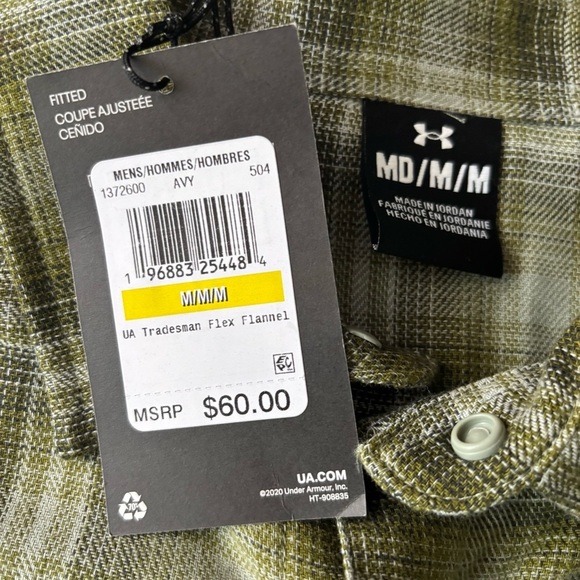 FITTED
COUPE AJUSTEÉE
CEÑIDO
MENS/HOMMES/HOMBRES
1372600 AVY 504
1 96883 25448 4
M/M/M
UA Tradesman Flex Flannel
MSRP $60.00
UA.COM
©2020 Under Armour, Inc.
HT-908835
MD/M/M
MADE IN JORDAN
FABRIQUE EN JORDANIE
HECHO EN JORDANIA